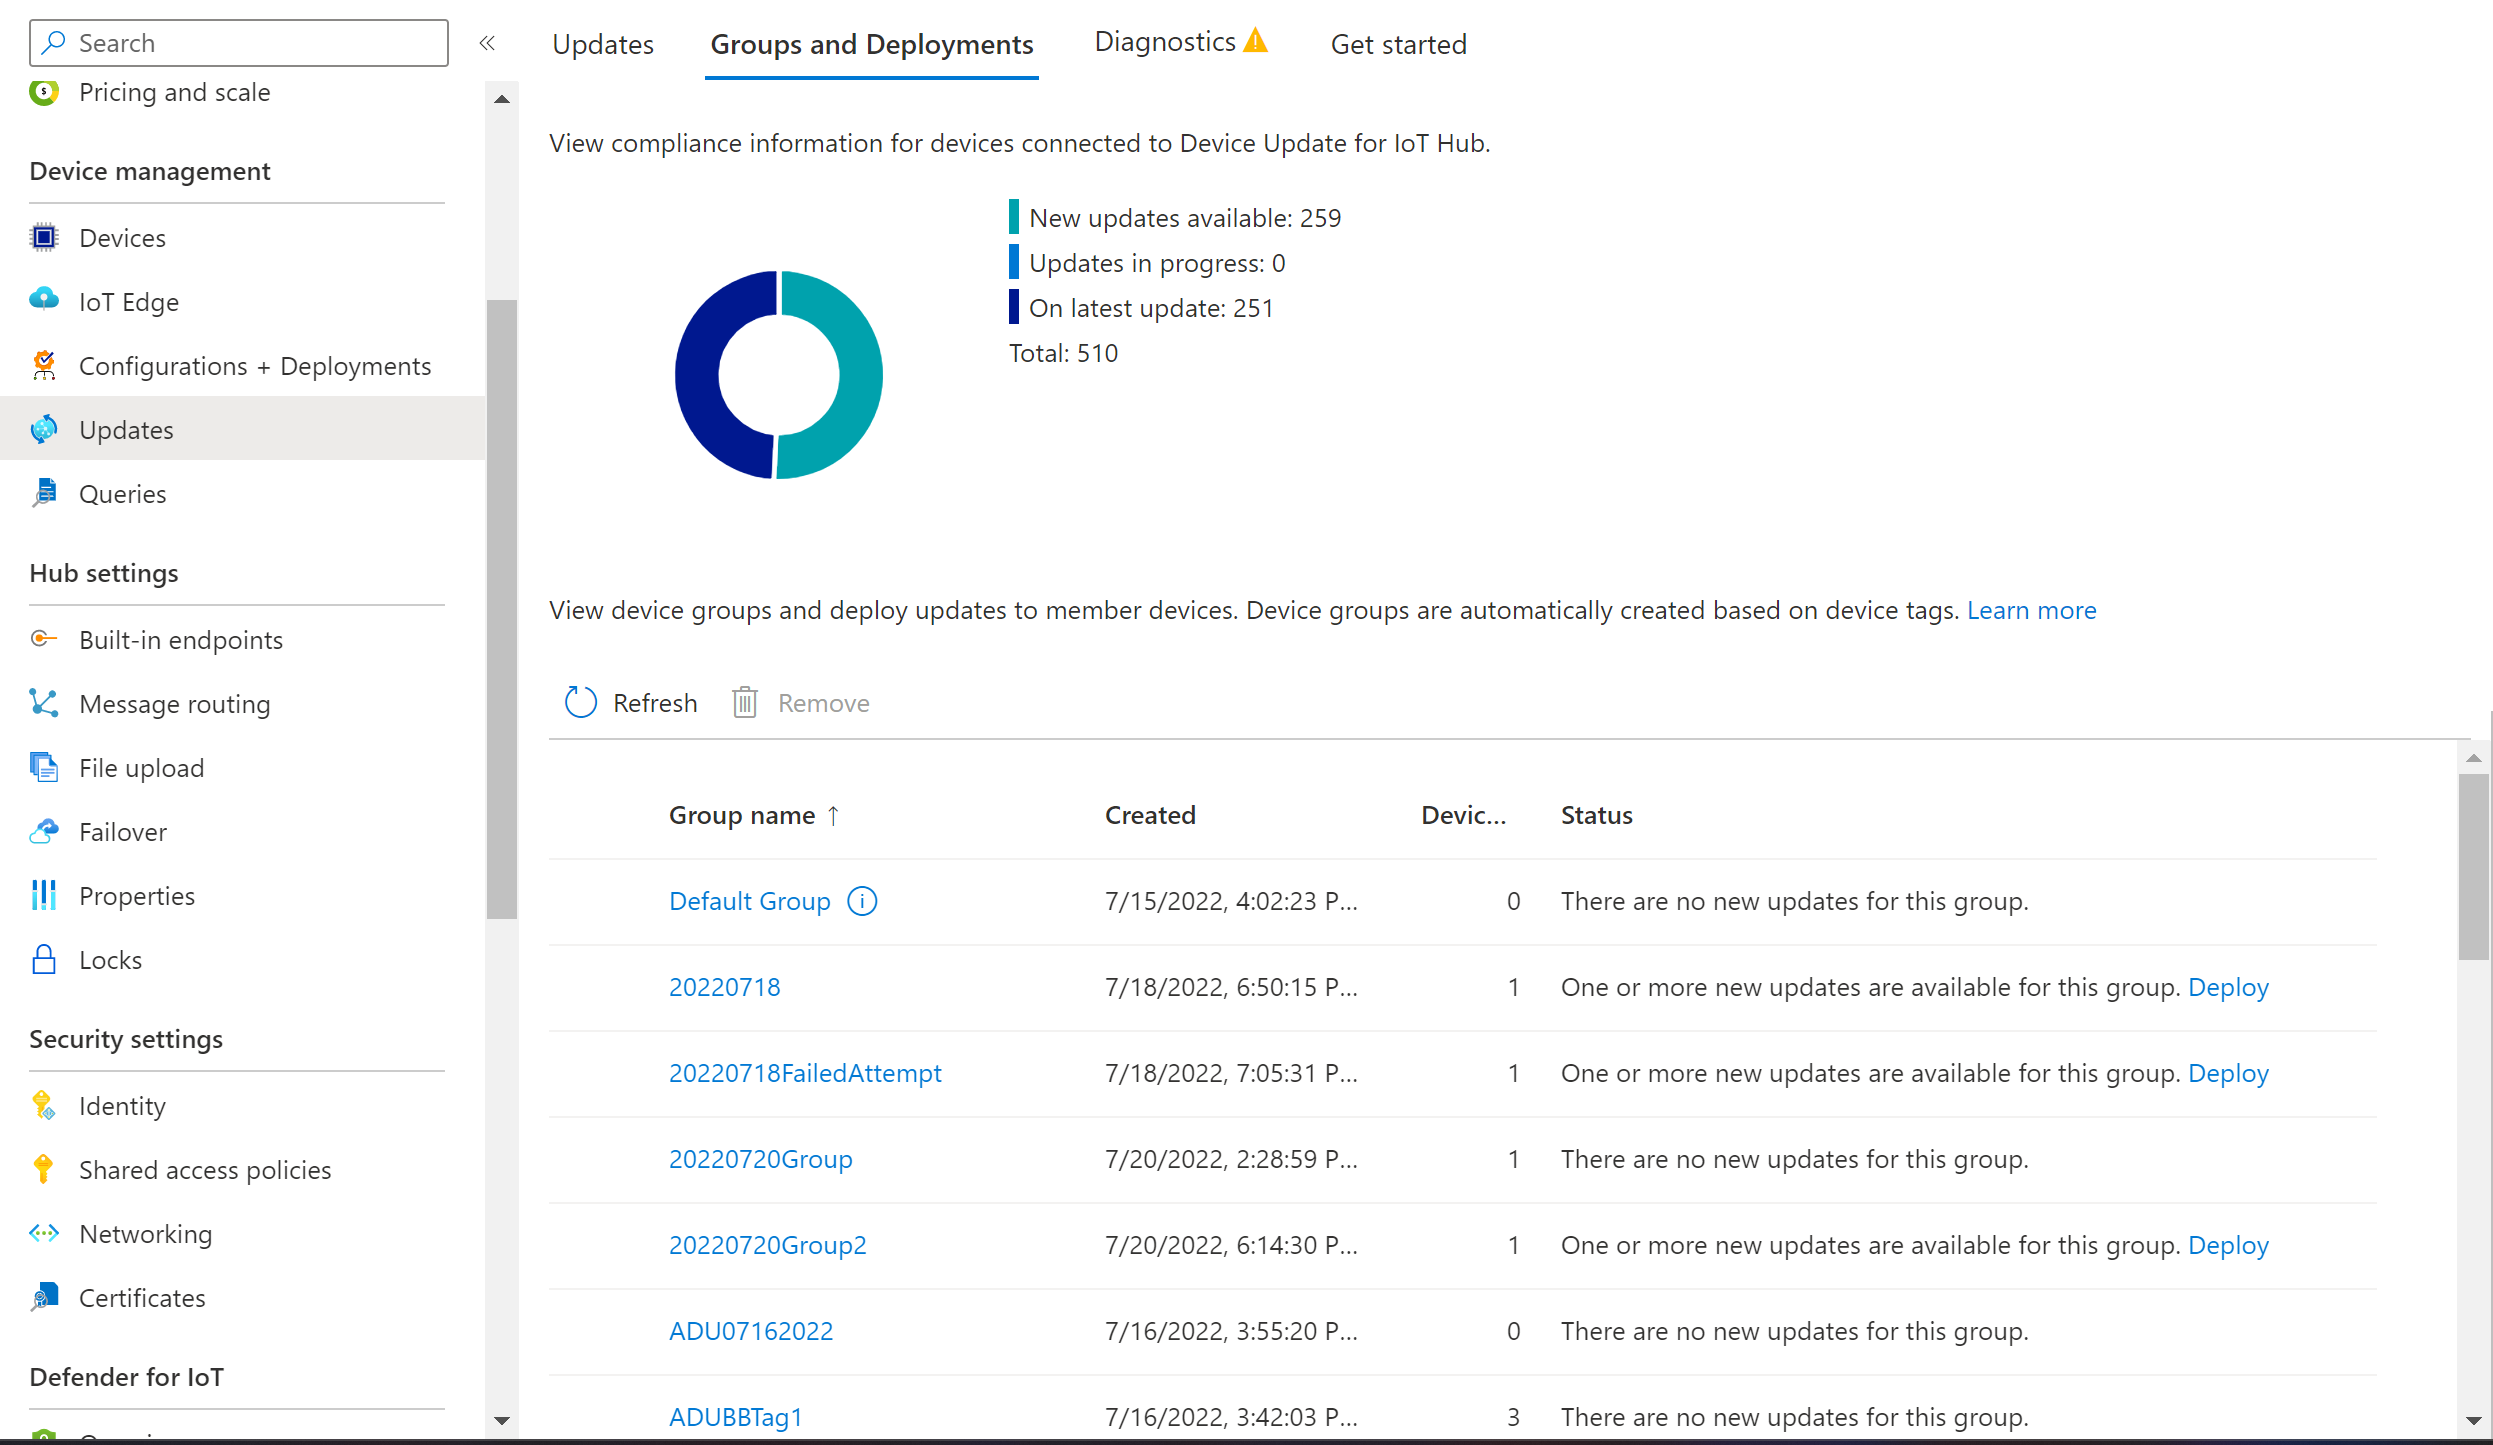 Search
Pricing and scale
Device management
Devices
IoT Edge
Configurations + Deployments
Updates
Queries
Hub settings
Built-in endpoints
Message routing
File upload
Failover
Properties
Locks
Security settings
Identity
Shared access policies
Networking
Certificates
Defender for IoT
Updates
Groups and Deployments
Diagnostics
Get started
View compliance information for devices connected to Device Update for IoT Hub.
New updates available: 259
Updates in progress: 0
On latest update: 251
Total: 510
View device groups and deploy updates to member devices. Device groups are automatically created based on device tags. Learn more
Refresh Remove
Group name ↑ Created Devic... Status
Default Group 7/15/2022, 4:02:23 P... 0 There are no new updates for this group.
20220718 7/18/2022, 6:50:15 P... 1 One or more new updates are available for this group. Deploy
20220718FailedAttempt 7/18/2022, 7:05:31 P... 1 One or more new updates are available for this group. Deploy
20220720Group 7/20/2022, 2:28:59 P... 1 There are no new updates for this group.
20220720Group2 7/20/2022, 6:14:30 P... 1 One or more new updates are available for this group. Deploy
ADU07162022 7/16/2022, 3:55:20 P... 0 There are no new updates for this group.
ADUBBTag1 7/16/2022, 3:42:03 P... 3 There are no new updates for this group.